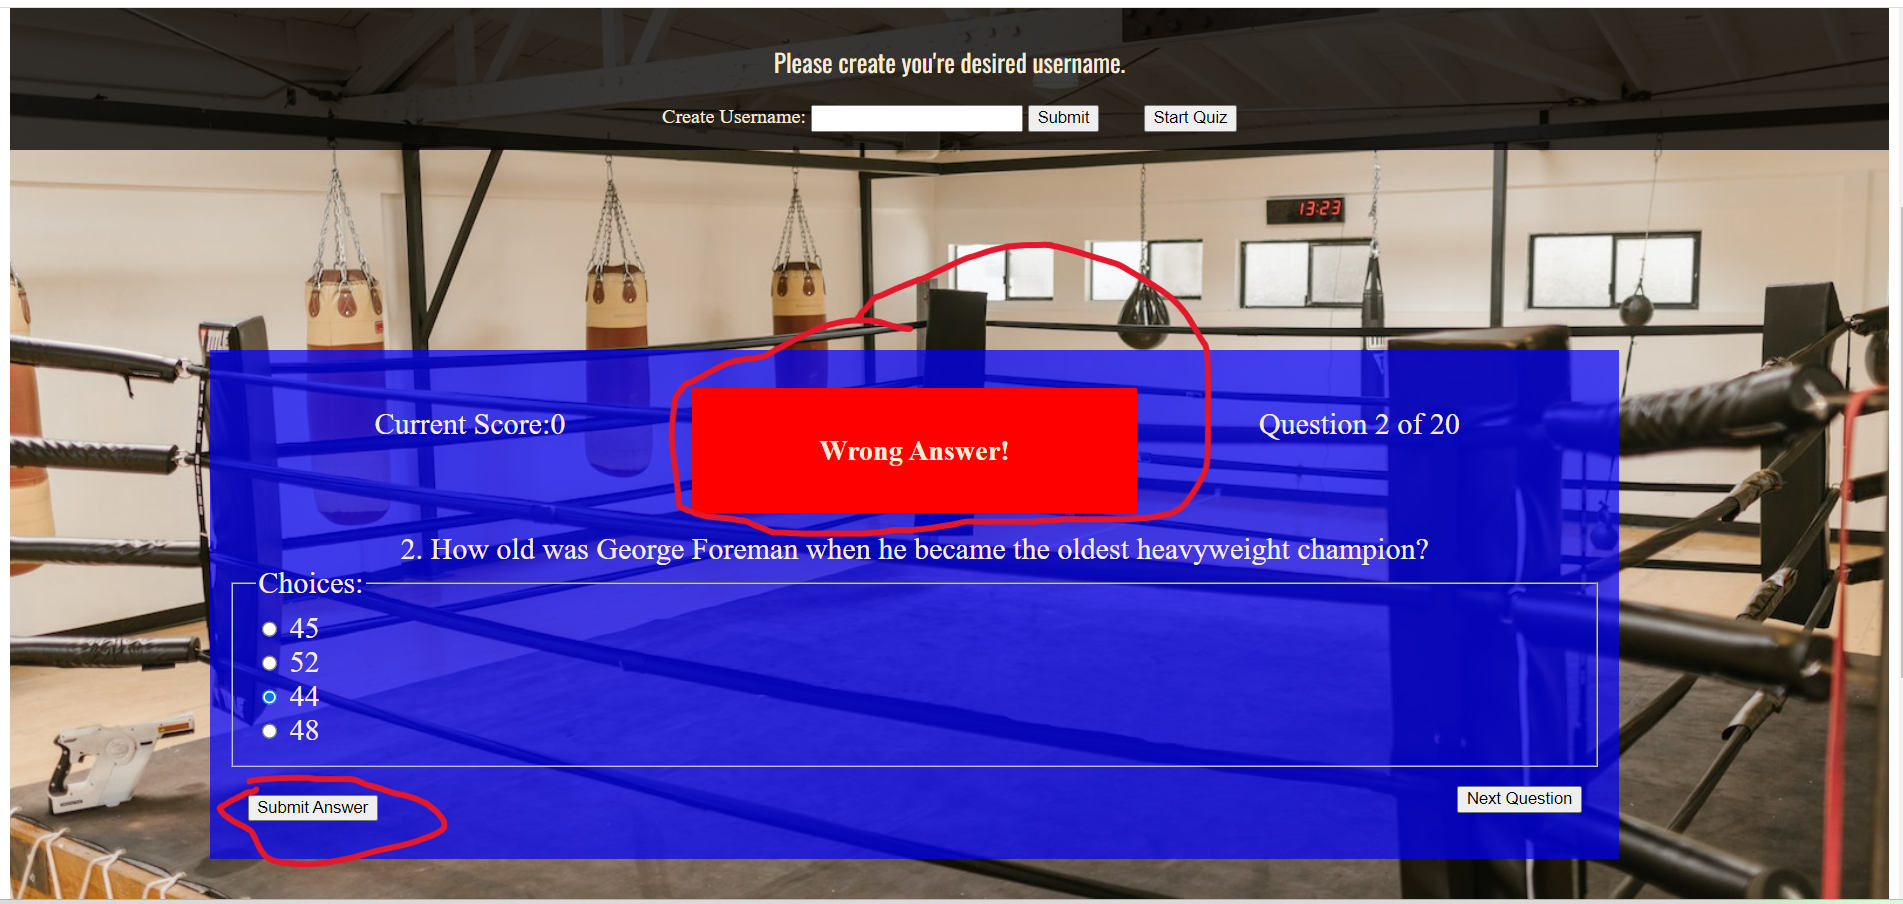 Please create you're desired username.
Create Username: Submit Start Quiz
13:23
Current Score:0
Wrong Answer!
Question 2 of 20
2. How old was George Foreman when he became the oldest heavyweight champion?
Choices:
45
52
44
48
Submit Answer
Next Question